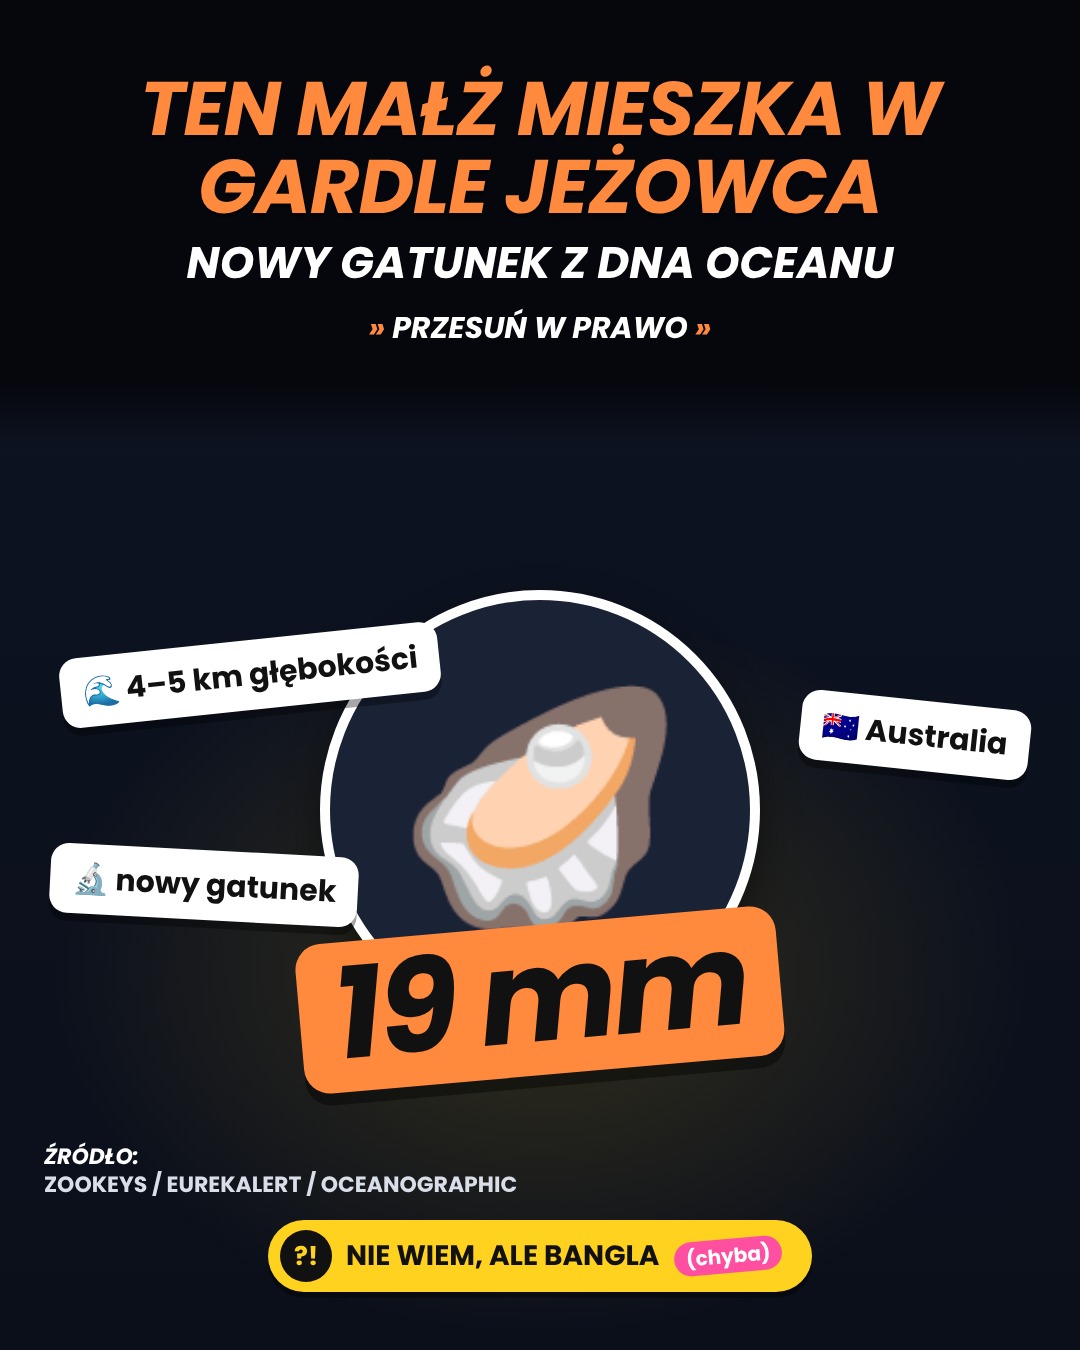 TEN MAŁŻ MIESZKA W
GARDLE JEŻOWCA
NOWY GATUNEK Z DNA OCEANU
» PRZESUŃ W PRAWO »
🌊 4–5 km głębokości
🇦🇺 Australia
🔬 nowy gatunek
19 mm
ŹRÓDŁO:
ZOOKEYS / EUREKALERT / OCEANOGRAPHIC
?! NIE WIEM, ALE BANGLA (chyba)